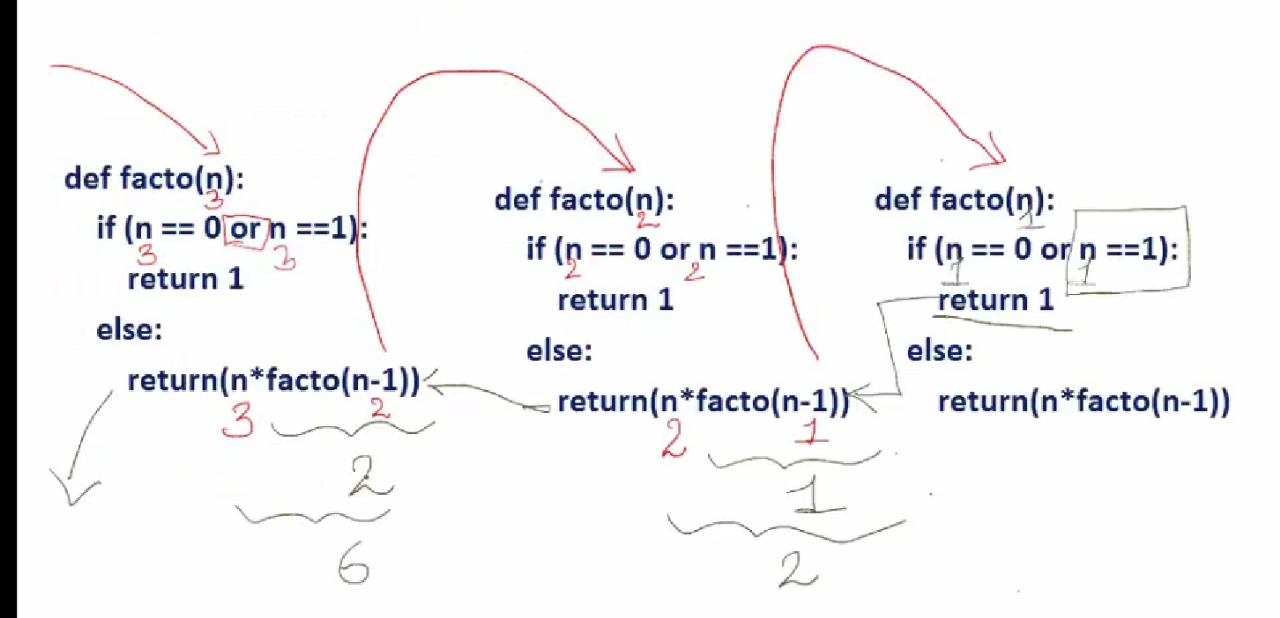 def facto(n):
3
if (n == 0 or n ==1):
3 3
return 1
else:
return(n*facto(n-1))
3 2
2
6
def facto(n):
2
if (n == 0 or n ==1):
2 2
return 1
else:
return(n*facto(n-1))
2 1
1
2
def facto(n):
1
if (n == 0 or n ==1):
1 1
return 1
else:
return(n*facto(n-1))